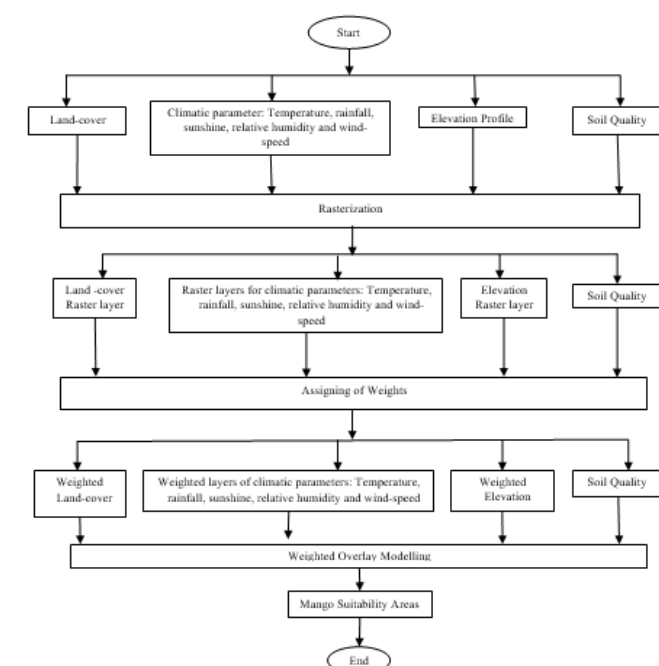 Start
Land-cover
Climatic parameter: Temperature, rainfall,
sunshine, relative humidity and wind-
speed
Elevation Profile
Soil Quality
Rasterization
Land -cover
Raster layer
Raster layers for climatic parameters: Temperature,
rainfall, sunshine, relative humidity and wind-
speed
Elevation
Raster layer
Soil Quality
Assigning of Weights
Weighted
Land-cover
Weighted layers of climatic parameters: Temperature,
rainfall, sunshine, relative humidity and wind-speed
Weighted
Elevation
Soil Quality
Weighted Overlay Modelling
Mango Suitability Areas
End